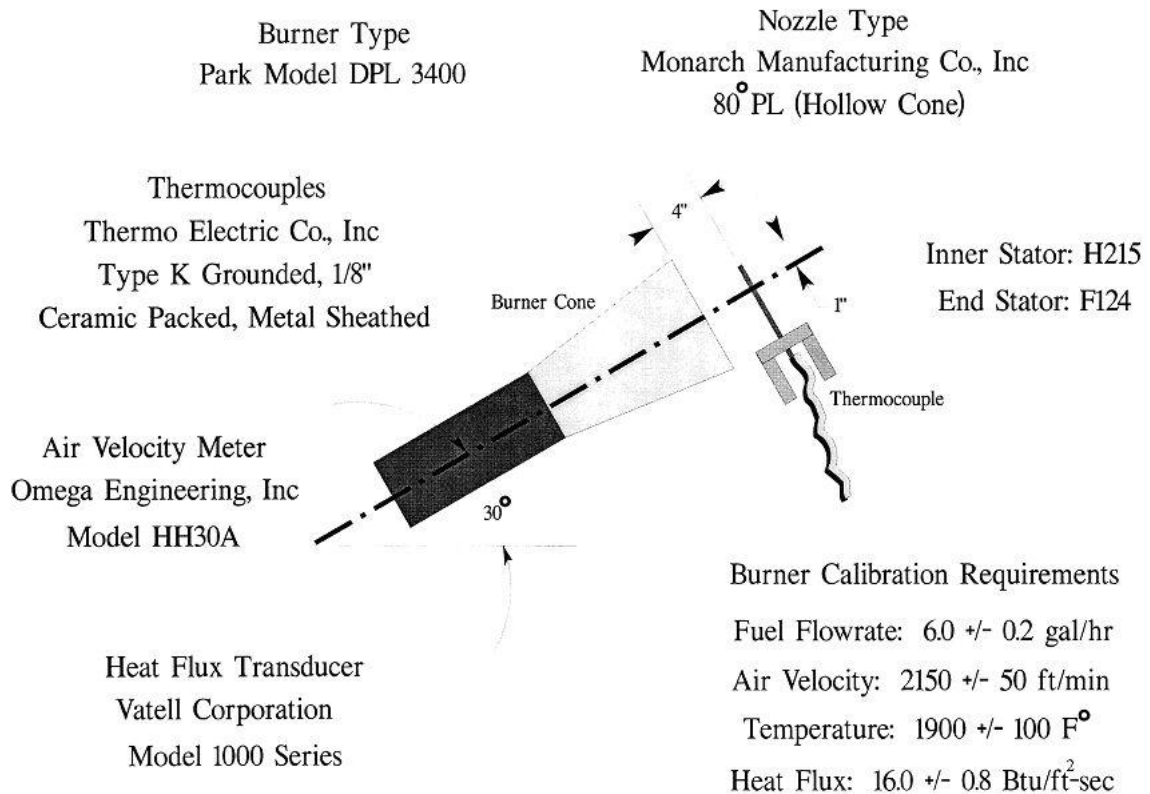 Burner Type
Park Model DPL 3400
Nozzle Type
Monarch Manufacturing Co., Inc
80° PL (Hollow Cone)
Thermocouples
Thermo Electric Co., Inc
Type K Grounded, 1/8"
Ceramic Packed, Metal Sheathed
4"
Burner Cone
1"
Inner Stator: H215
End Stator: F124
Thermocouple
Air Velocity Meter
Omega Engineering, Inc
Model HH30A
30°
Heat Flux Transducer
Vatell Corporation
Model 1000 Series
Burner Calibration Requirements
Fuel Flowrate: 6.0 +/- 0.2 gal/hr
Air Velocity: 2150 +/- 50 ft/min
Temperature: 1900 +/- 100 F°
Heat Flux: 16.0 +/- 0.8 Btu/ft²-sec